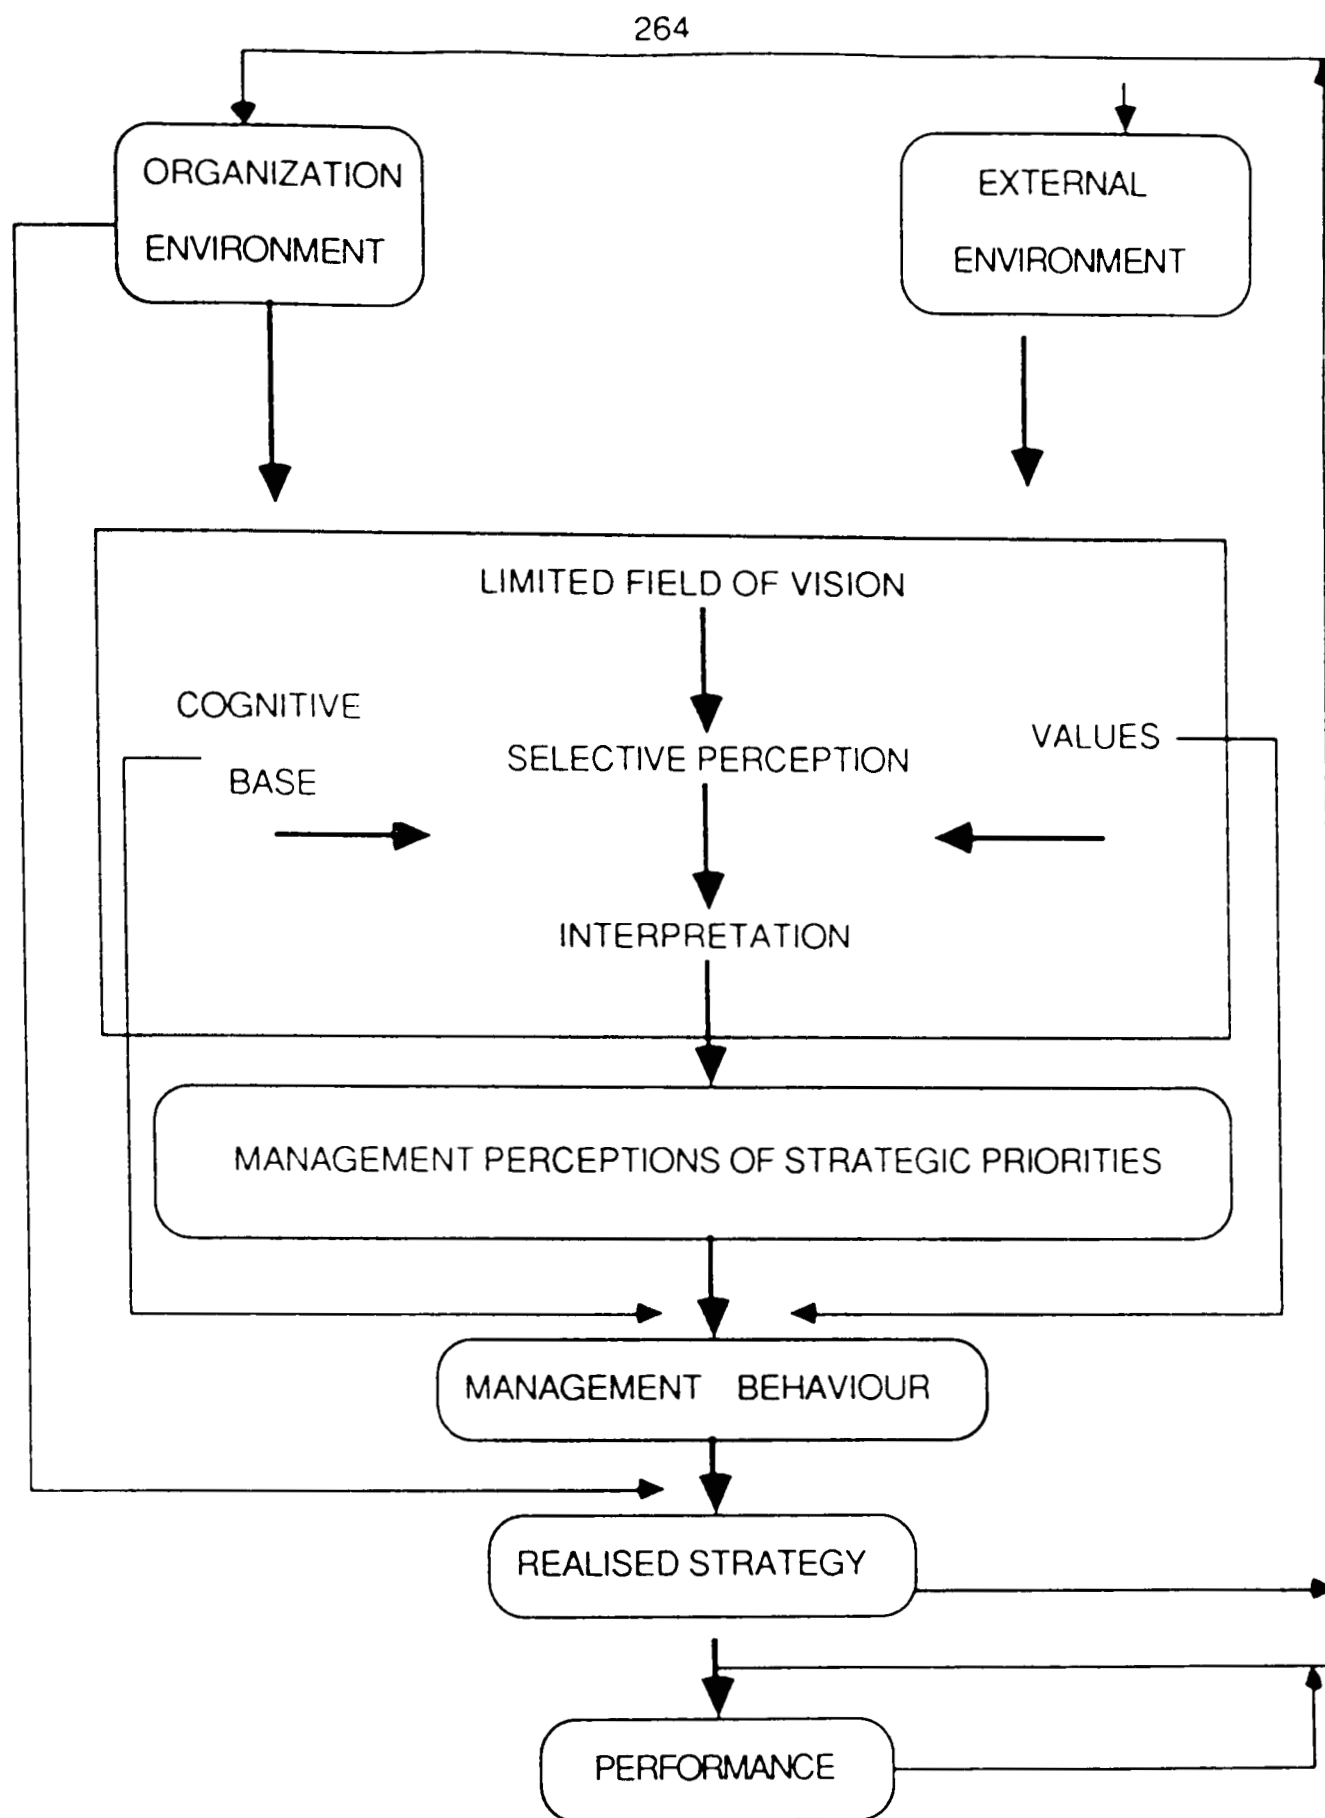 264
ORGANIZATION
ENVIRONMENT
EXTERNAL
ENVIRONMENT
LIMITED FIELD OF VISION
COGNITIVE
BASE
SELECTIVE PERCEPTION
VALUES
INTERPRETATION
MANAGEMENT PERCEPTIONS OF STRATEGIC PRIORITIES
MANAGEMENT BEHAVIOUR
REALISED STRATEGY
PERFORMANCE